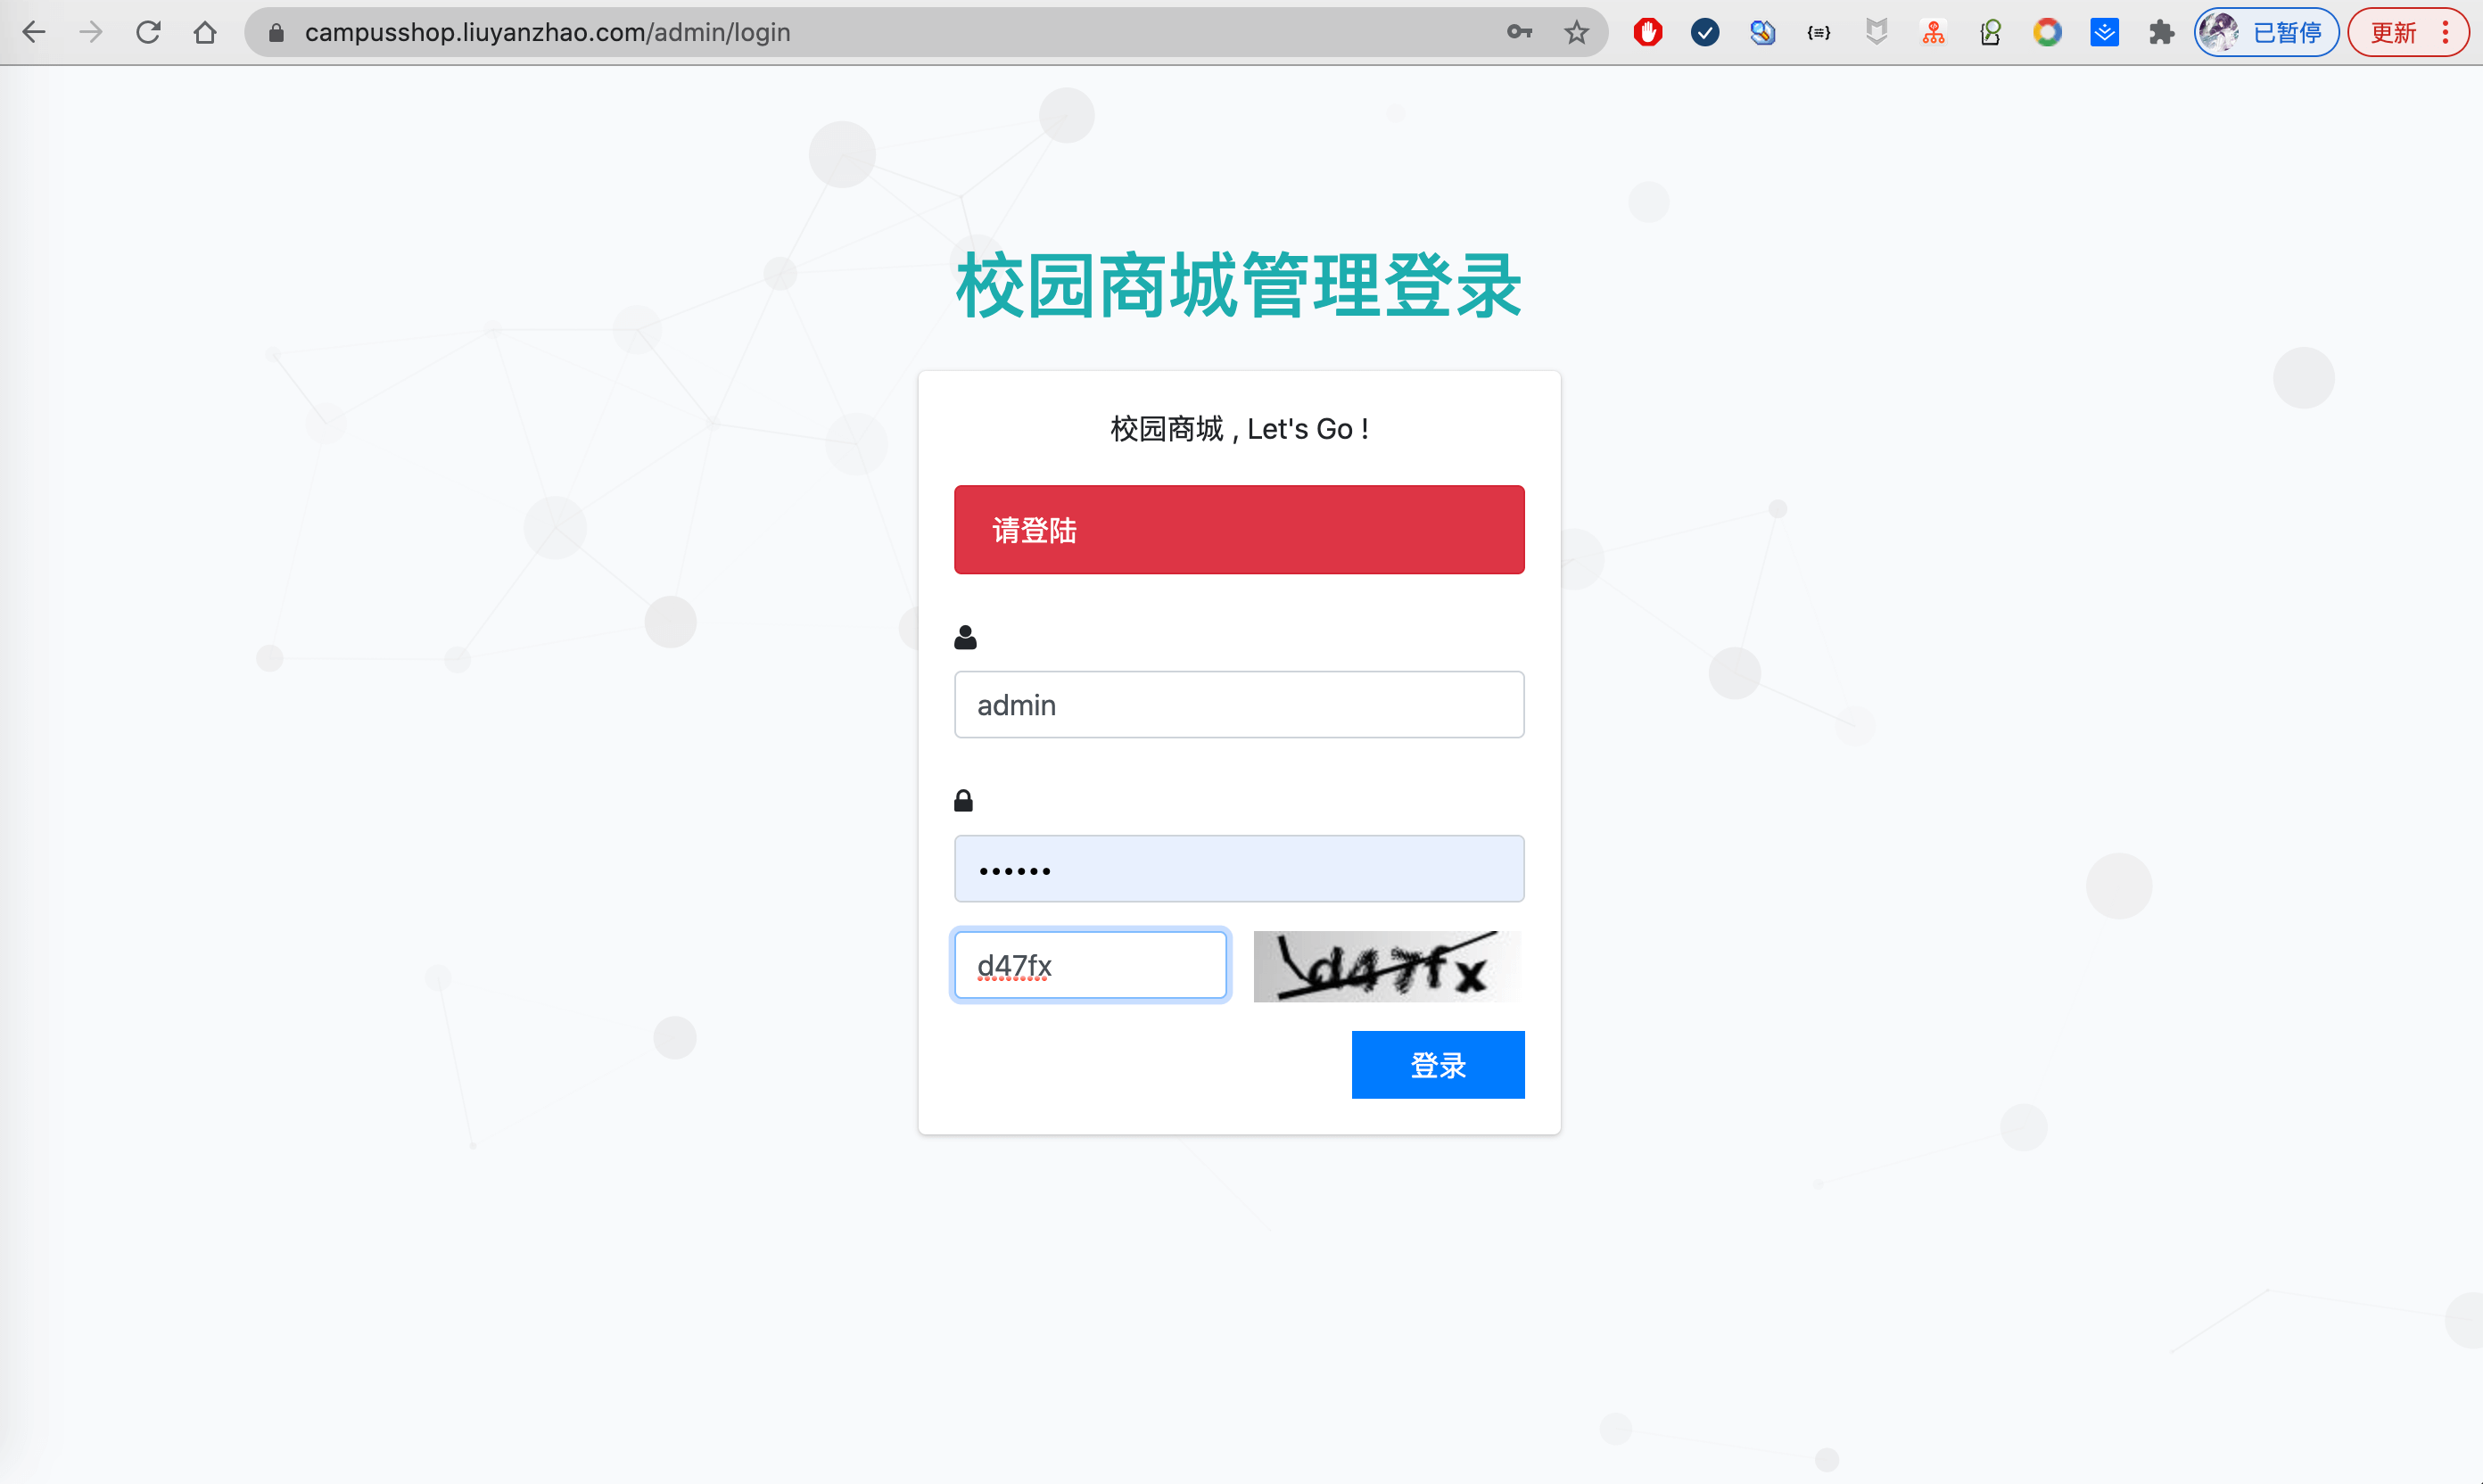 campusshop.liuyanzhao.com/admin/login
已暂停
更新
校园商城管理登录
校园商城 , Let's Go !
请登陆
admin
••••••
d47fx
d47fx
登录